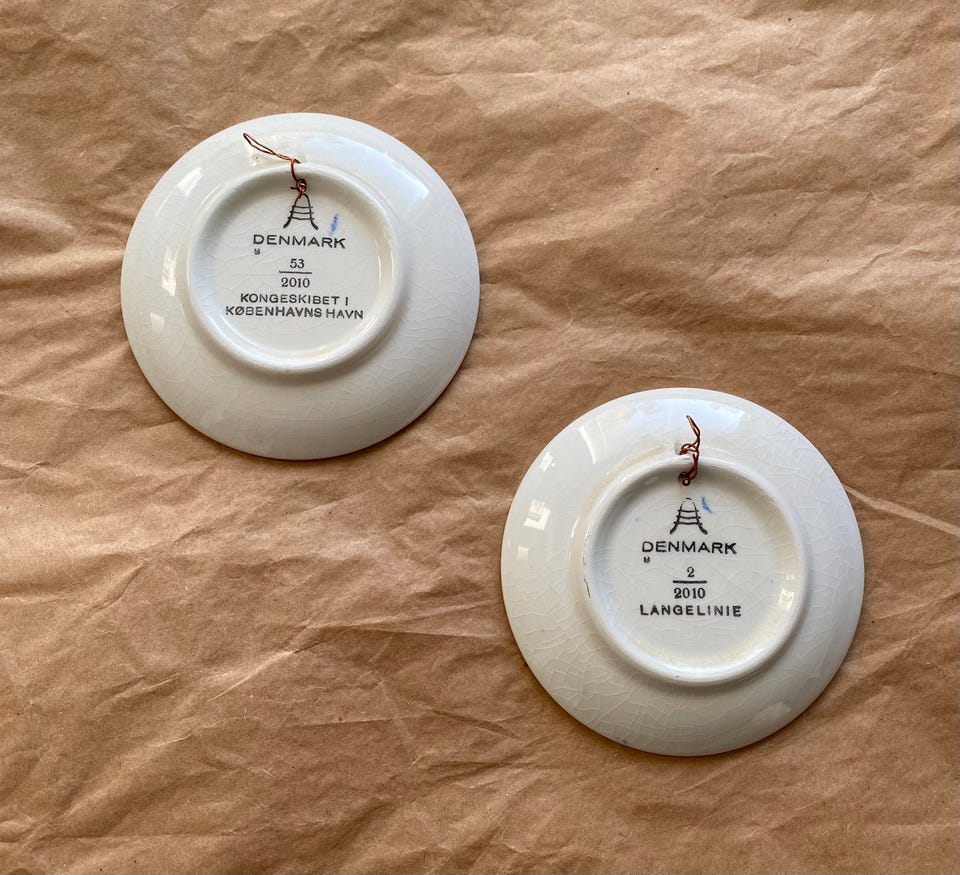 DENMARK
53
2010
KONGESKIBET I
KØBENHAVNS HAVN
DENMARK
2
2010
LANGELINIE